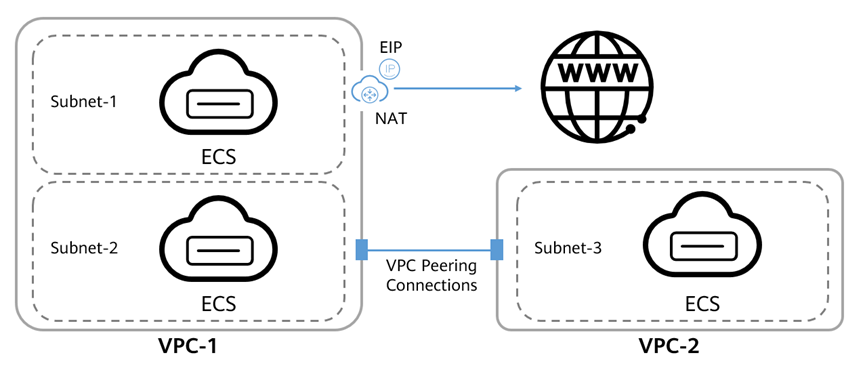 EIP
IP
WWW
Subnet-1
NAT
ECS
Subnet-2
ECS
VPC Peering
Connections
Subnet-3
ECS
VPC-1
VPC-2